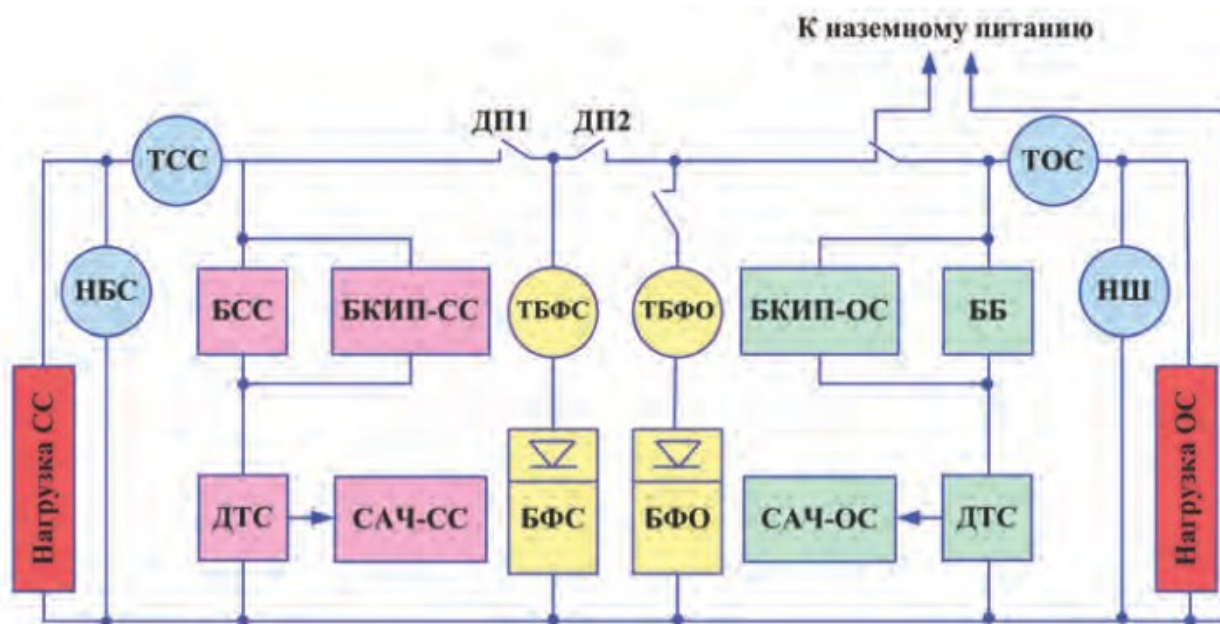 К наземному питанию
ДП1 ДП2
ТСС ТОС
НБС БСС БКИП-СС ТБФС ТБФО БКИП-ОС ББ НШ
Нагрузка СС
ДТС САЧ-СС БФС БФО САЧ-ОС ДТС
Нагрузка ОС